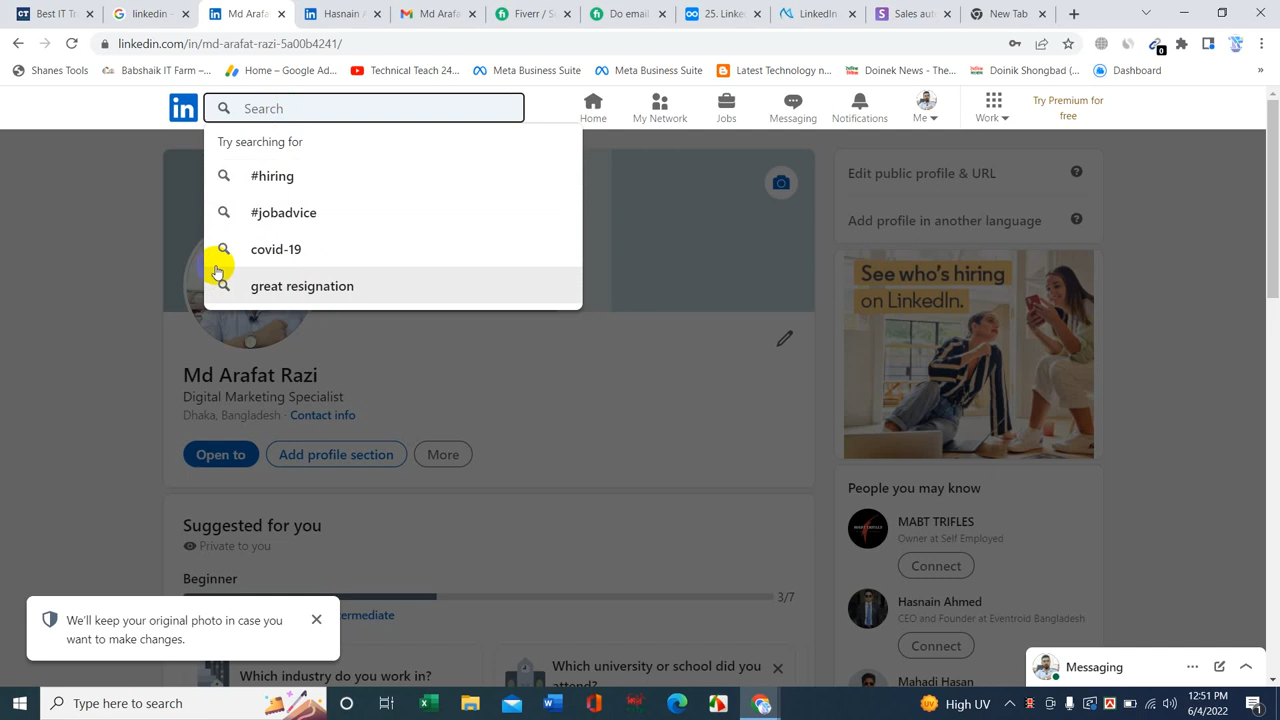 Best IT Tra
linkedin -
Md Arafat
Hasnain A
Md Arafat
Fiverr /
Do email
25.Linked
LinkedIn
Sales auto
New Tab
linkedin.com/in/md-arafat-razi-5a00b4241/
0
Shanes Tools
Babshaik IT Farm –...
Home – Google Ad...
Technical Teach 24...
Meta Business Suite
Meta Business Suite
Latest Technology n...
Doinek News - The...
Doinik Shongbad (...
Dashboard
»
in
Search
Home
My Network
Jobs
Messaging
Notifications
Me
Work
Try Premium for
free
Try searching for
#hiring
#jobadvice
covid-19
great resignation
Edit public profile & URL
Add profile in another language
See who's hiring
on LinkedIn.
Md Arafat Razi
Digital Marketing Specialist
Dhaka, Bangladesh · Contact info
Open to
Add profile section
More
People you may know
MABT TRIFLES
Owner at Self Employed
Connect
Hasnain Ahmed
CEO and Founder at Eventroid Bangladesh
Connect
Mahadi Hasan
Suggested for you
Private to you
Beginner
3/7
termediate
Which industry do you work in?
Which university or school did you
attend?
We'll keep your original photo in case you
want to make changes.
Messaging
Type here to search
High UV
12:51 PM
6/4/2022